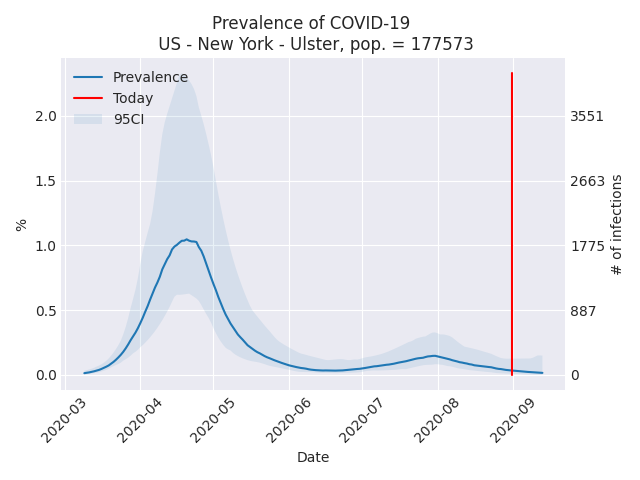 Prevalence of COVID-19
US - New York - Ulster, pop. = 177573
Prevalence
Today
95CI
2.0
1.5
1.0
0.5
0.0
%
3551
2663
1775
887
0
# of infections
2020-03
2020-04
2020-05
2020-06
2020-07
2020-08
2020-09
Date